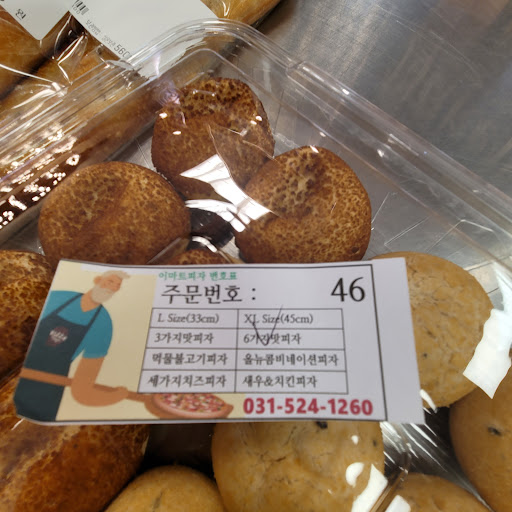 이마트피자 번호표
주문번호 : 46
L Size(33cm) XL Size(45cm)
3가지맛피자 6가지맛피자
먹물불고기피자 올뉴콤비네이션피자
세가지치즈피자 새우&치킨피자
031-524-1260